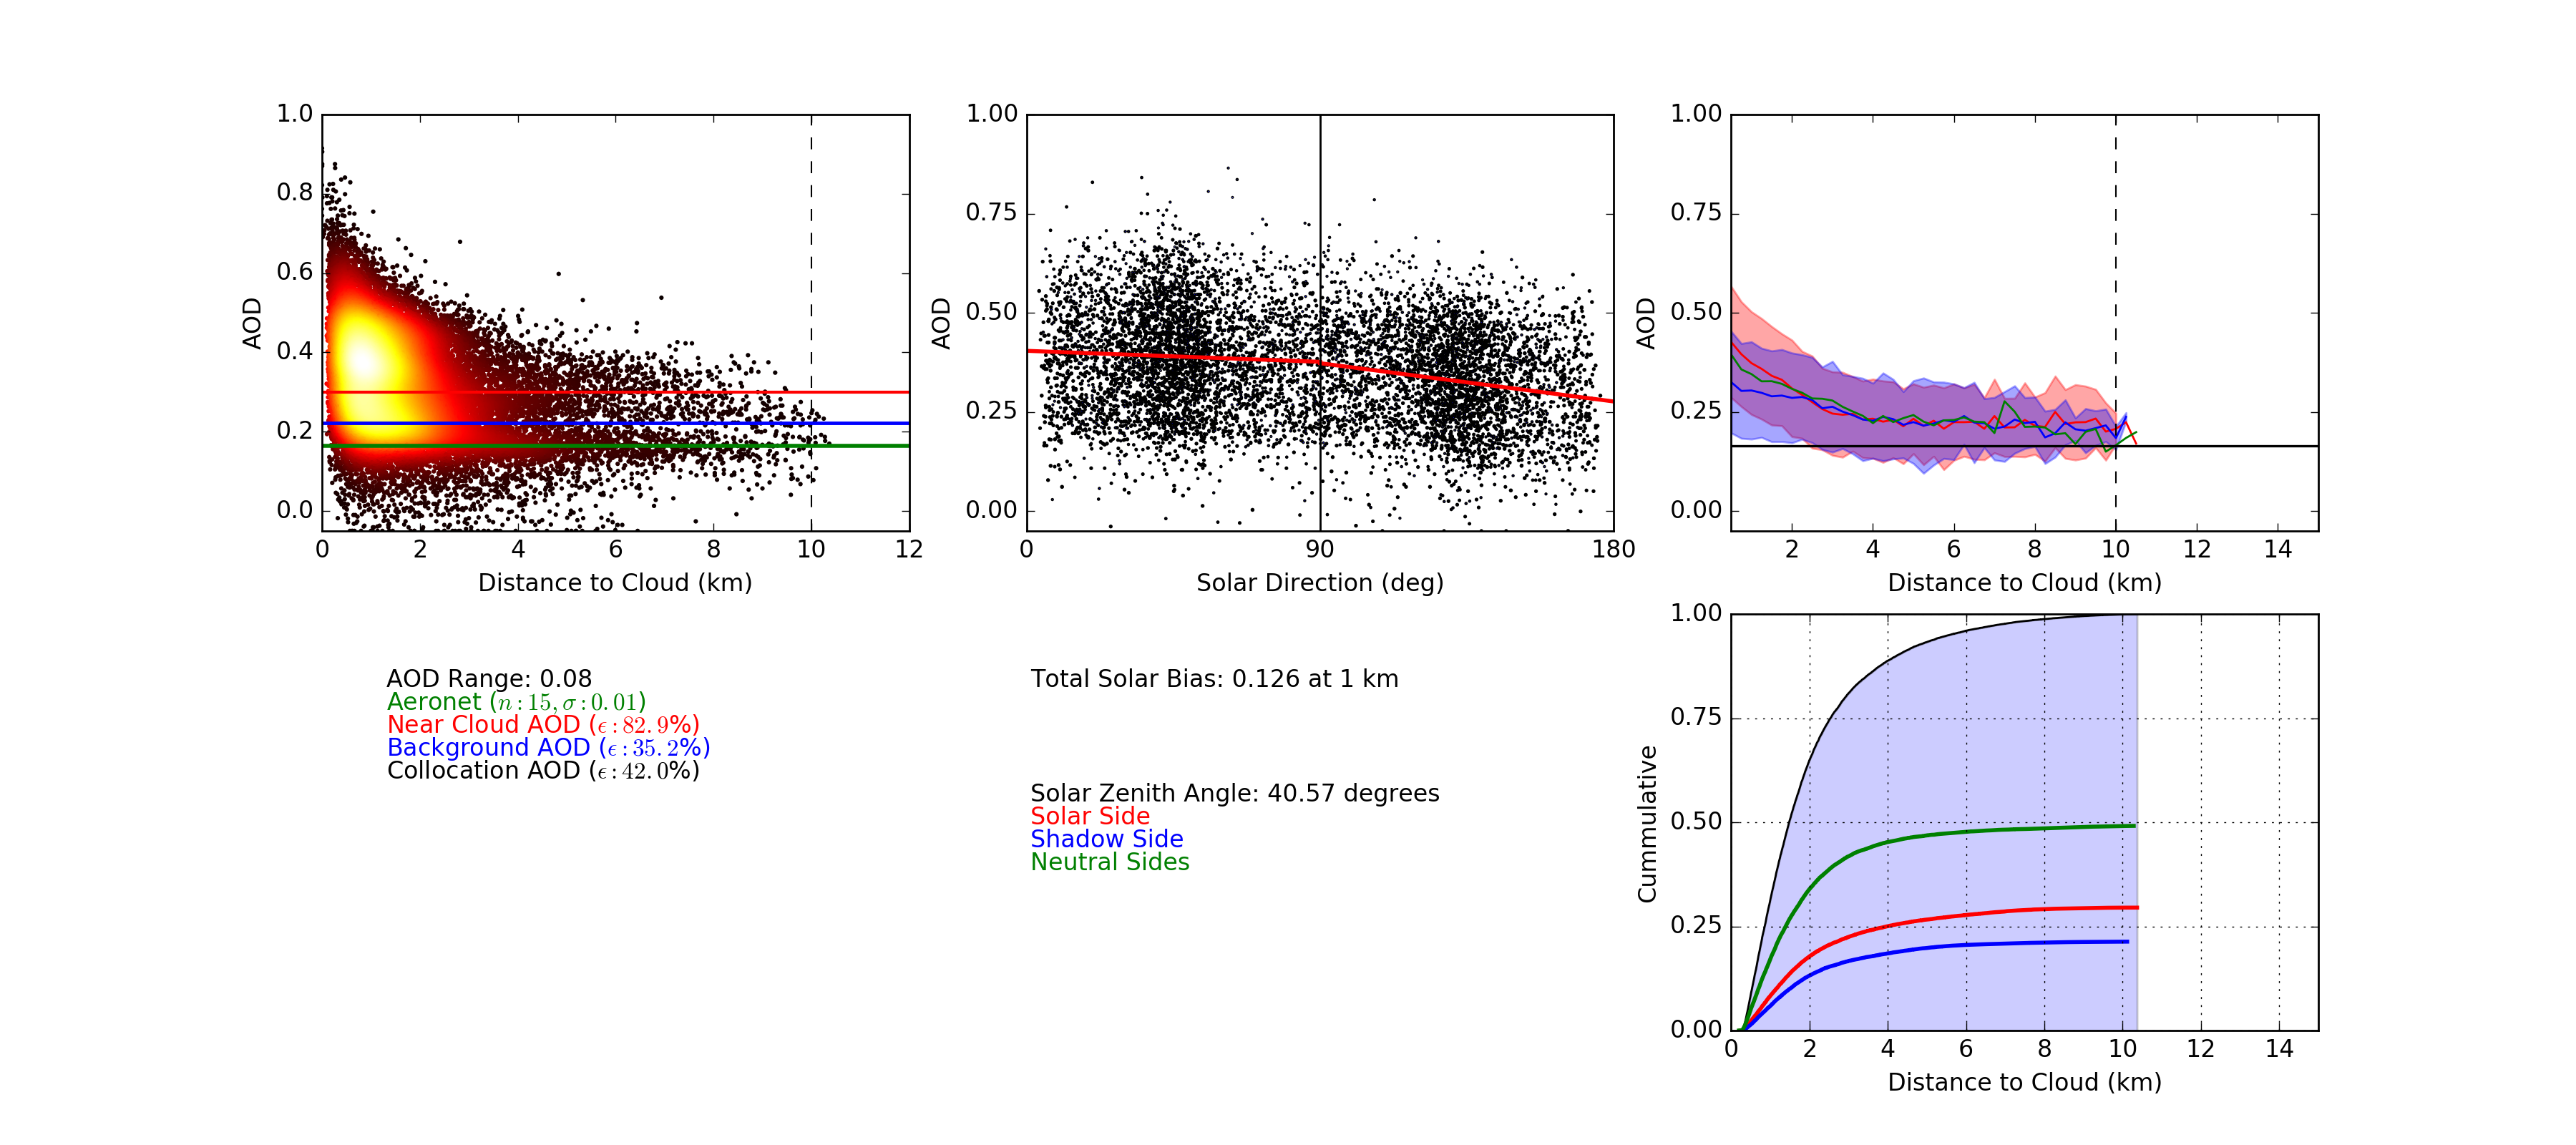 1.0
0.8
0.6
0.4
0.2
0.0
AOD
0 2 4 6 8 10 12
Distance to Cloud (km)
1.00
0.75
0.50
0.25
0.00
AOD
0 90 180
Solar Direction (deg)
1.00
0.75
0.50
0.25
0.00
AOD
2 4 6 8 10 12 14
Distance to Cloud (km)
AOD Range: 0.08
Aeronet (n : 15, σ : 0.01)
Near Cloud AOD (ϵ : 82.9%)
Background AOD (ϵ : 35.2%)
Collocation AOD (ϵ : 42.0%)
Total Solar Bias: 0.126 at 1 km
Solar Zenith Angle: 40.57 degrees
Solar Side
Shadow Side
Neutral Sides
1.00
0.75
0.50
0.25
0.00
Cummulative
0 2 4 6 8 10 12 14
Distance to Cloud (km)